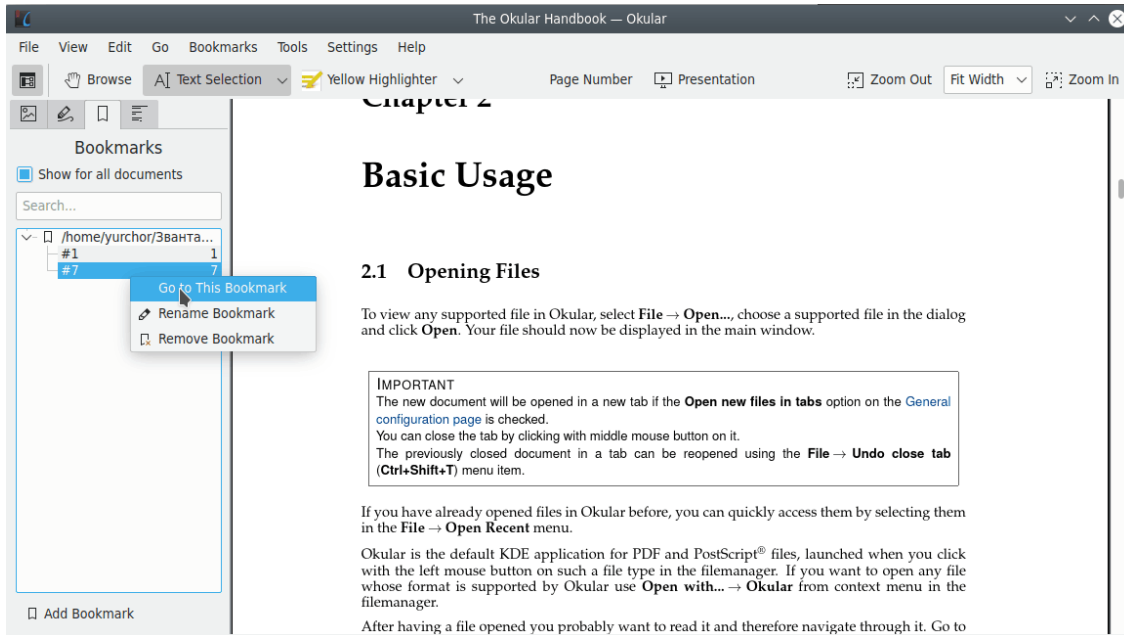 The Okular Handbook — Okular
File View Edit Go Bookmarks Tools Settings Help
Browse Text Selection Yellow Highlighter Page Number Presentation Zoom Out Fit Width Zoom In
Bookmarks
Show for all documents
Search...
/home/yurchor/Званта...
#1 1
#7 7
Go to This Bookmark
Rename Bookmark
Remove Bookmark
Add Bookmark
Chapter 2
Basic Usage
2.1 Opening Files
To view any supported file in Okular, select File → Open..., choose a supported file in the dialog
and click Open. Your file should now be displayed in the main window.
IMPORTANT
The new document will be opened in a new tab if the Open new files in tabs option on the General
configuration page is checked.
You can close the tab by clicking with middle mouse button on it.
The previously closed document in a tab can be reopened using the File → Undo close tab
(Ctrl+Shift+T) menu item.
If you have already opened files in Okular before, you can quickly access them by selecting them
in the File → Open Recent menu.
Okular is the default KDE application for PDF and PostScript® files, launched when you click
with the left mouse button on such a file type in the filemanager. If you want to open any file
whose format is supported by Okular use Open with... → Okular from context menu in the
filemanager.
After having a file opened you probably want to read it and therefore navigate through it. Go to